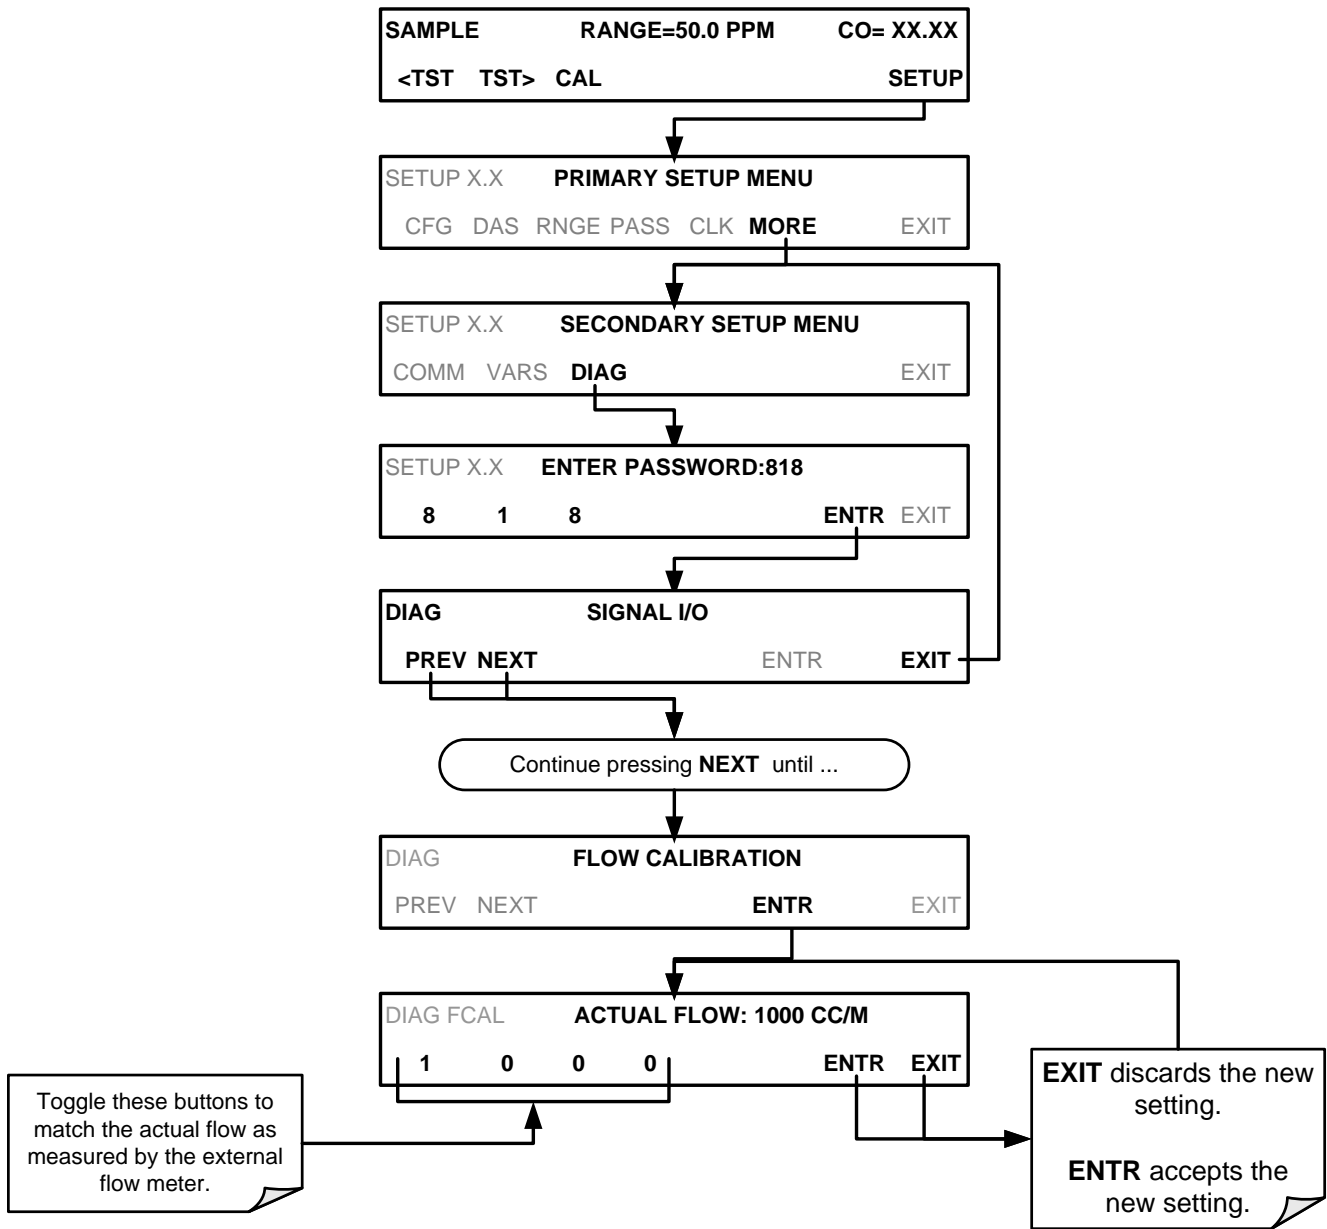 SAMPLE RANGE=50.0 PPM CO= XX.XX
<TST TST> CAL SETUP
SETUP X.X PRIMARY SETUP MENU
CFG DAS RNGE PASS CLK MORE EXIT
SETUP X.X SECONDARY SETUP MENU
COMM VARS DIAG EXIT
SETUP X.X ENTER PASSWORD:818
8 1 8 ENTR EXIT
DIAG SIGNAL I/O
PREV NEXT ENTR EXIT
Continue pressing NEXT until ...
DIAG FLOW CALIBRATION
PREV NEXT ENTR EXIT
DIAG FCAL ACTUAL FLOW: 1000 CC/M
1 0 0 0 ENTR EXIT
Toggle these buttons to
match the actual flow as
measured by the external
flow meter.
EXIT discards the new
setting.
ENTR accepts the
new setting.